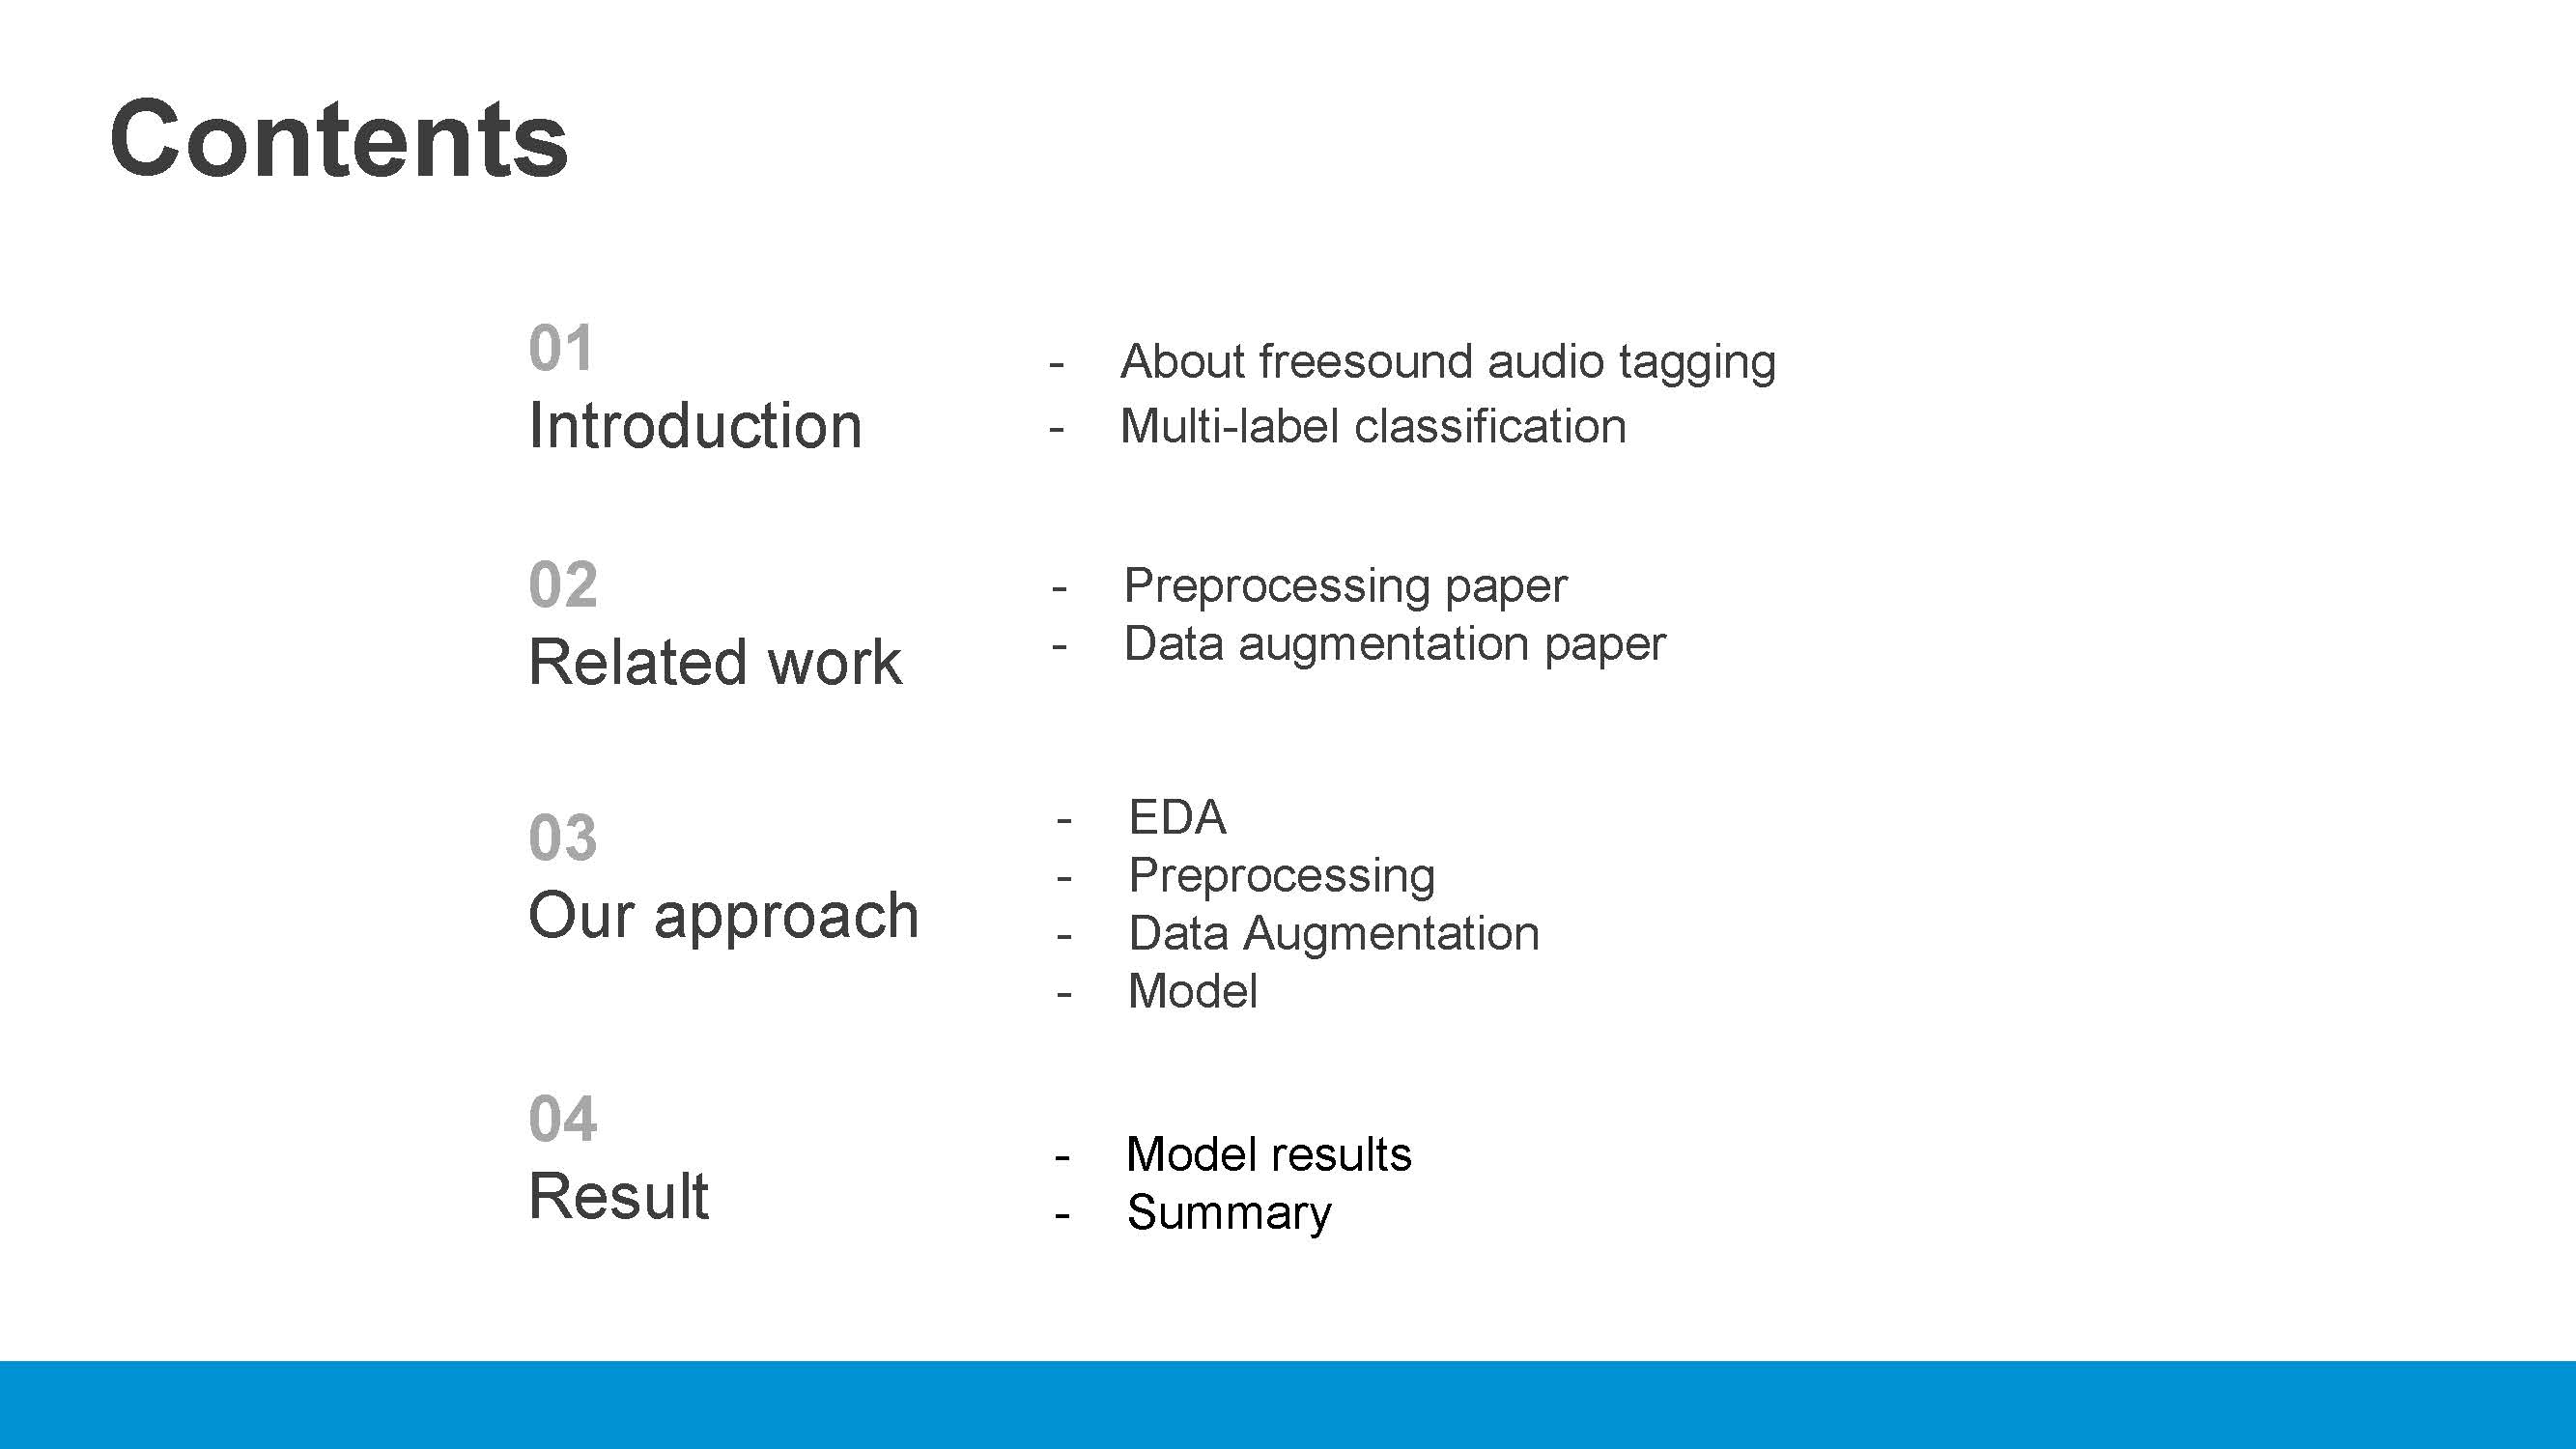 Contents
01
Introduction
- About freesound audio tagging
- Multi-label classification
02
Related work
- Preprocessing paper
- Data augmentation paper
03
Our approach
- EDA
- Preprocessing
- Data Augmentation
- Model
04
Result
- Model results
- Summary